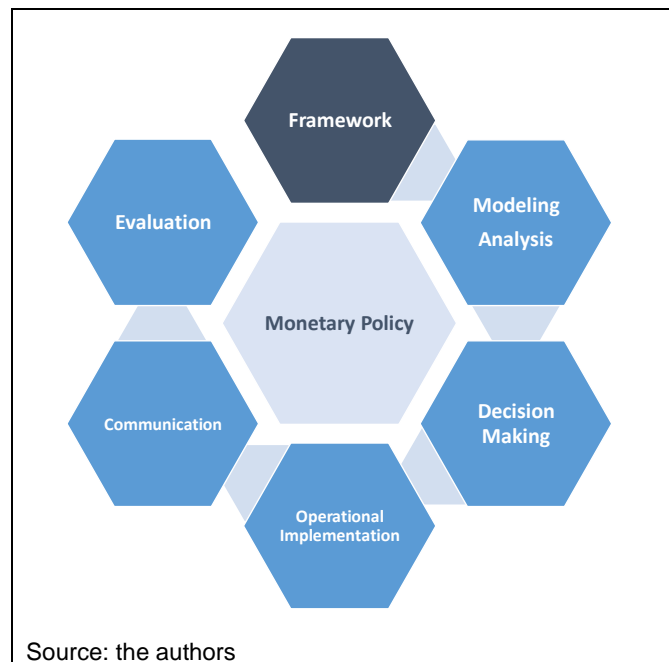 Framework
Modeling
Analysis
Evaluation
Monetary Policy
Decision
Making
Communication
Operational
Implementation
Source: the authors